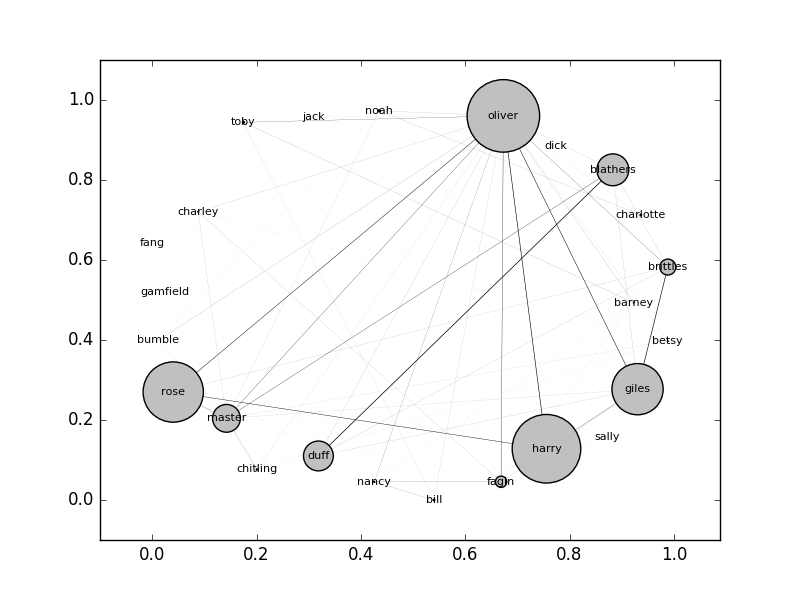 1.0
0.8
0.6
0.4
0.2
0.0
noah
jack
oliver
toby
dick
blathers
charley
charlotte
fang
brittles
gamfield
barney
bumble
betsy
rose
giles
master
sally
harry
duff
chitling
nancy
fagin
bill
0.0 0.2 0.4 0.6 0.8 1.0